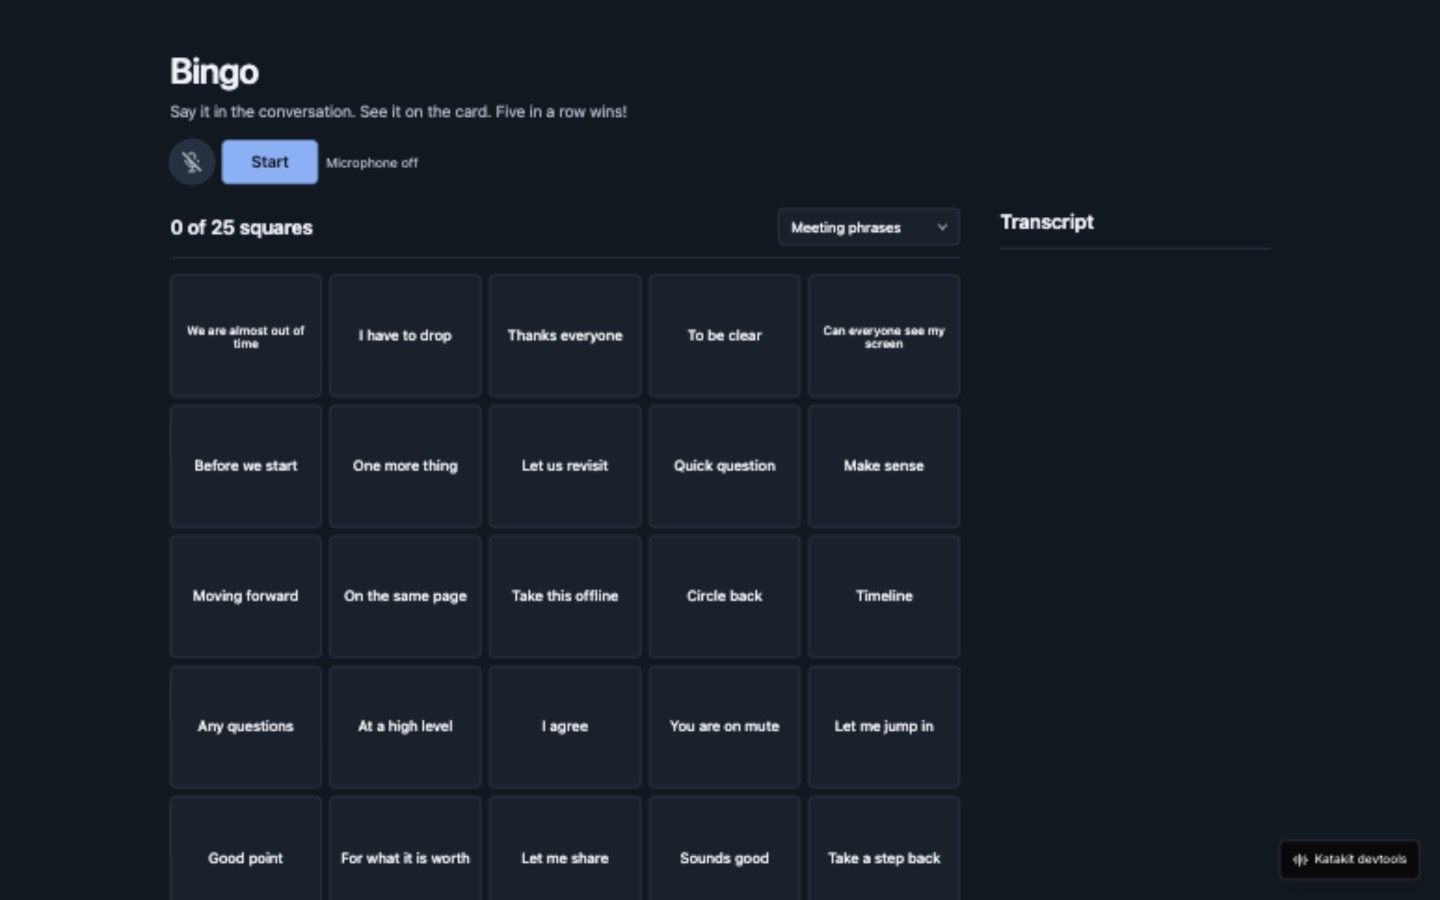 Bingo
Say it in the conversation. See it on the card. Five in a row wins!
Start
Microphone off
0 of 25 squares
Meeting phrases
Transcript
We are almost out of
time
I have to drop
Thanks everyone
To be clear
Can everyone see my
screen
Before we start
One more thing
Let us revisit
Quick question
Make sense
Moving forward
On the same page
Take this offline
Circle back
Timeline
Any questions
At a high level
I agree
You are on mute
Let me jump in
Good point
For what it is worth
Let me share
Sounds good
Take a step back
Katakit devtools